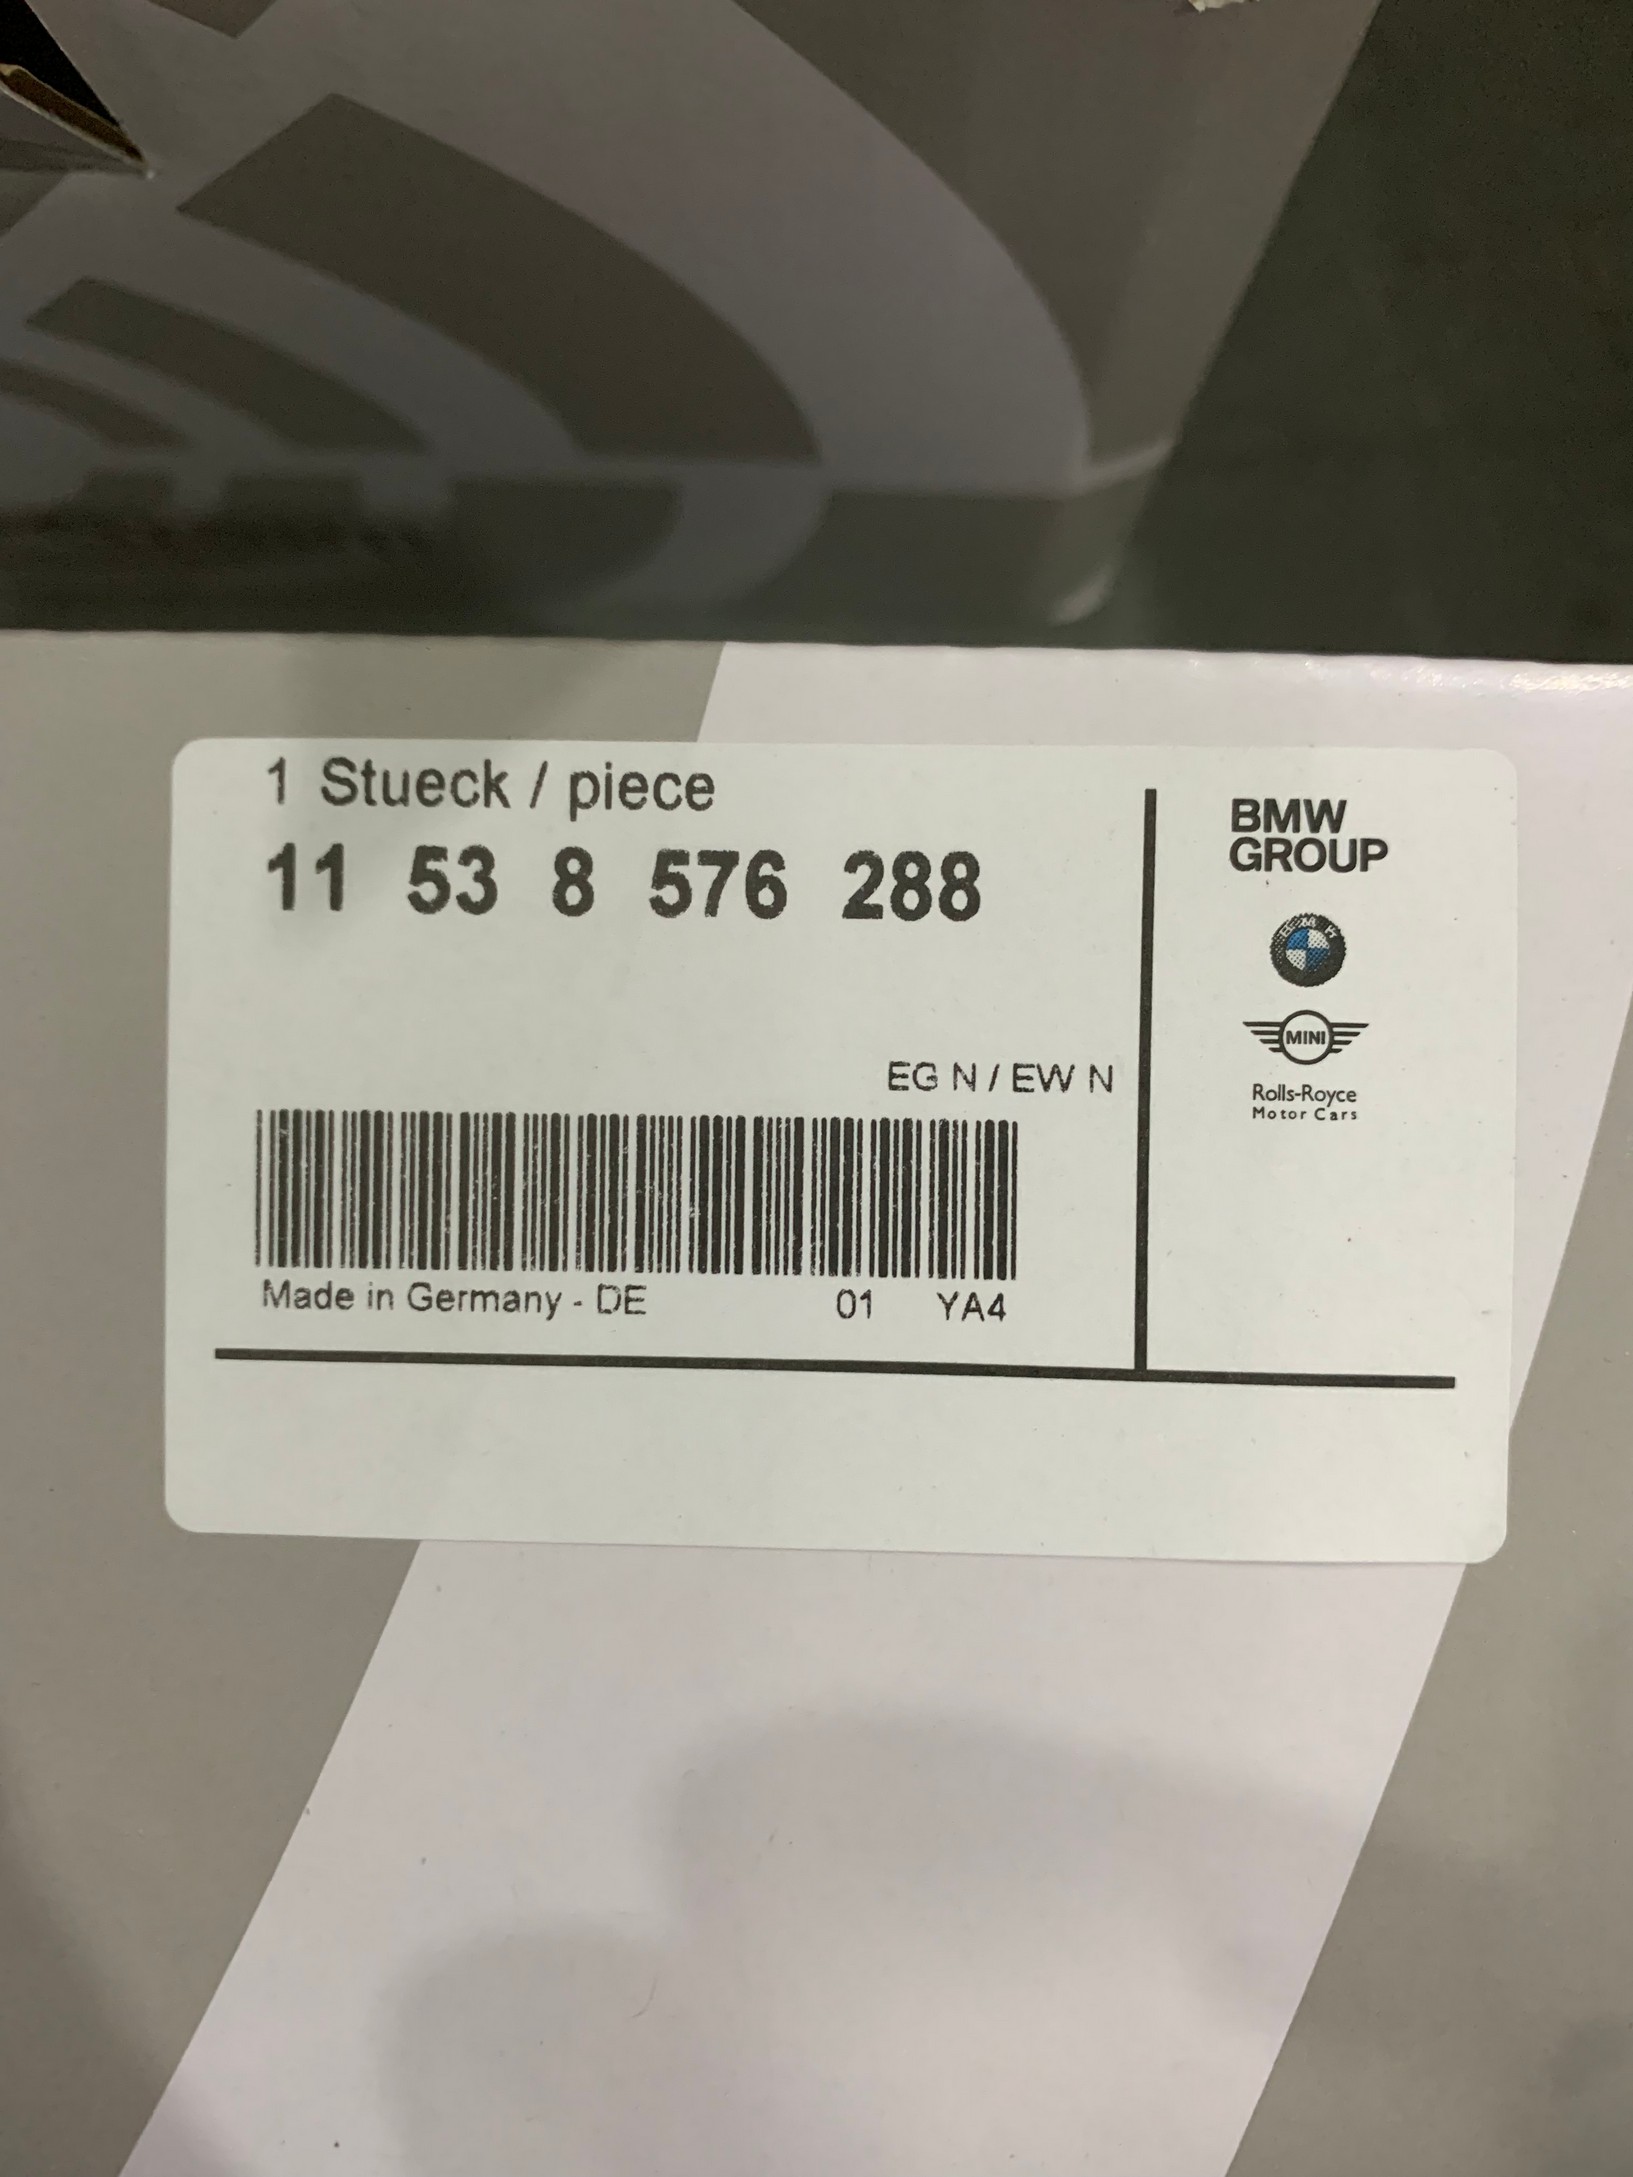 1 Stueck / piece
11 53 8 576 288
EG N / EW N
Made in Germany - DE 01 YA4
BMW
GROUP
BMW
MINI
Rolls-Royce
Motor Cars